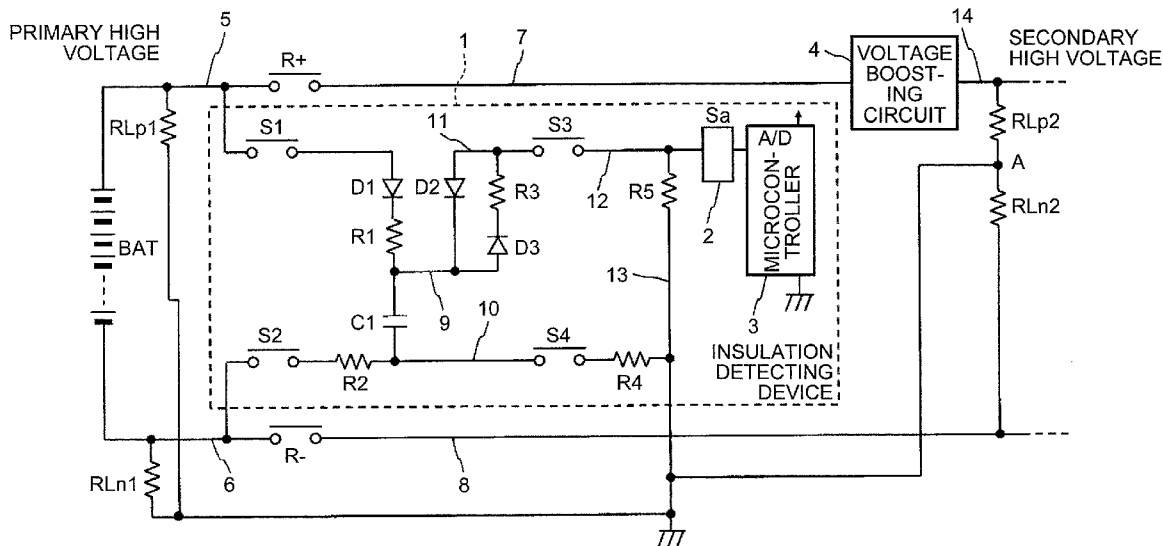 PRIMARY HIGH
VOLTAGE
5
R+
1
7
4
VOLTAGE
BOOST-
ING
CIRCUIT
14
SECONDARY
HIGH VOLTAGE
RLp1
S1
11
S3
Sa
A/D
MICROCON-
TROLLER
RLp2
A
D1
D2
R3
12
R5
2
RLn2
BAT
R1
D3
13
3
C1
9
S2
10
S4
R2
R4
INSULATION
DETECTING
DEVICE
R-
RLn1
6
8